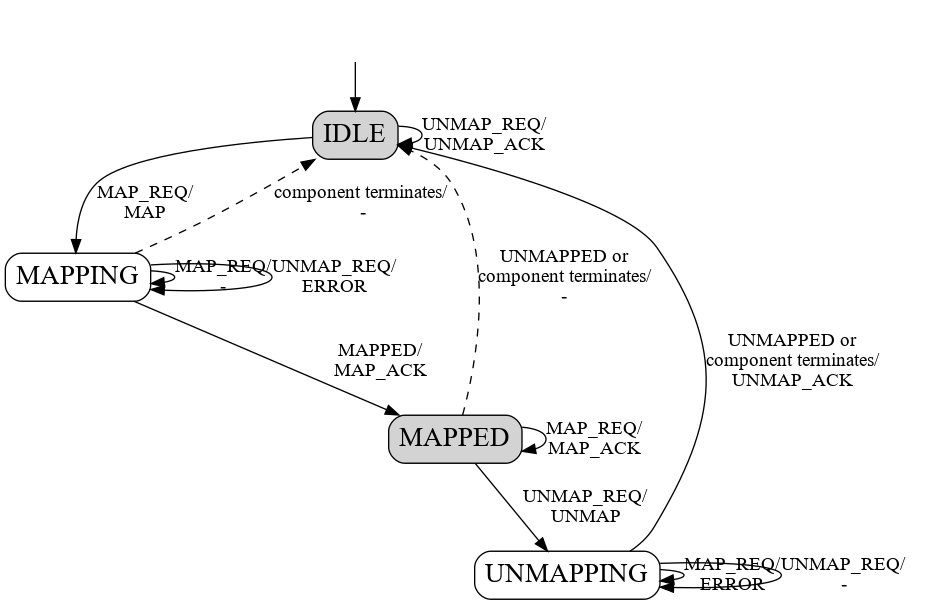 IDLE
UNMAP_REQ/
UNMAP_ACK
MAP_REQ/
MAP
component terminates/
-
MAPPING
MAP_REQ/
-
UNMAP_REQ/
ERROR
UNMAPPED or
component terminates/
-
MAPPED/
MAP_ACK
UNMAPPED or
component terminates/
UNMAP_ACK
MAPPED
MAP_REQ/
MAP_ACK
UNMAP_REQ/
UNMAP
UNMAPPING
MAP_REQ/
ERROR
UNMAP_REQ/
-